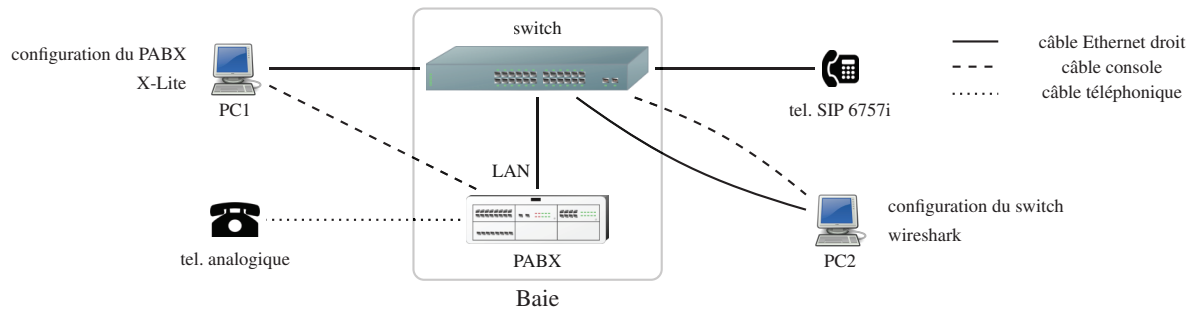 switch
configuration du PABX
X-Lite
PC1
tel. SIP 6757i
câble Ethernet droit
câble console
câble téléphonique
LAN
tel. analogique
PABX
configuration du switch
wireshark
PC2
Baie